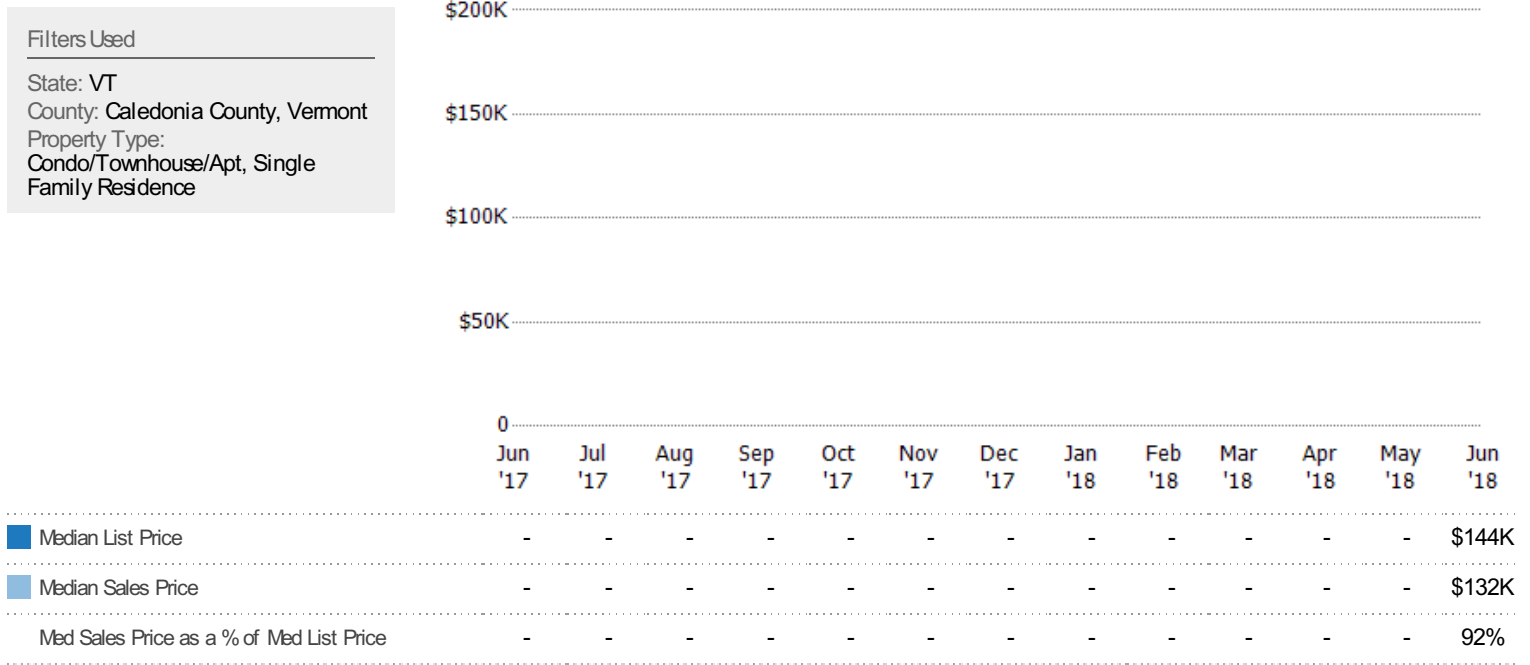 Filters Used
State: VT
County: Caledonia County, Vermont
Property Type:
Condo/Townhouse/Apt, Single
Family Residence
$200K
$150K
$100K
$50K
0
Jun Jul Aug Sep Oct Nov Dec Jan Feb Mar Apr May Jun
'17 '17 '17 '17 '17 '17 '17 '18 '18 '18 '18 '18 '18
Median List Price - - - - - - - - - - - - $144K
Median Sales Price - - - - - - - - - - - - $132K
Med Sales Price as a % of Med List Price - - - - - - - - - - - - 92%